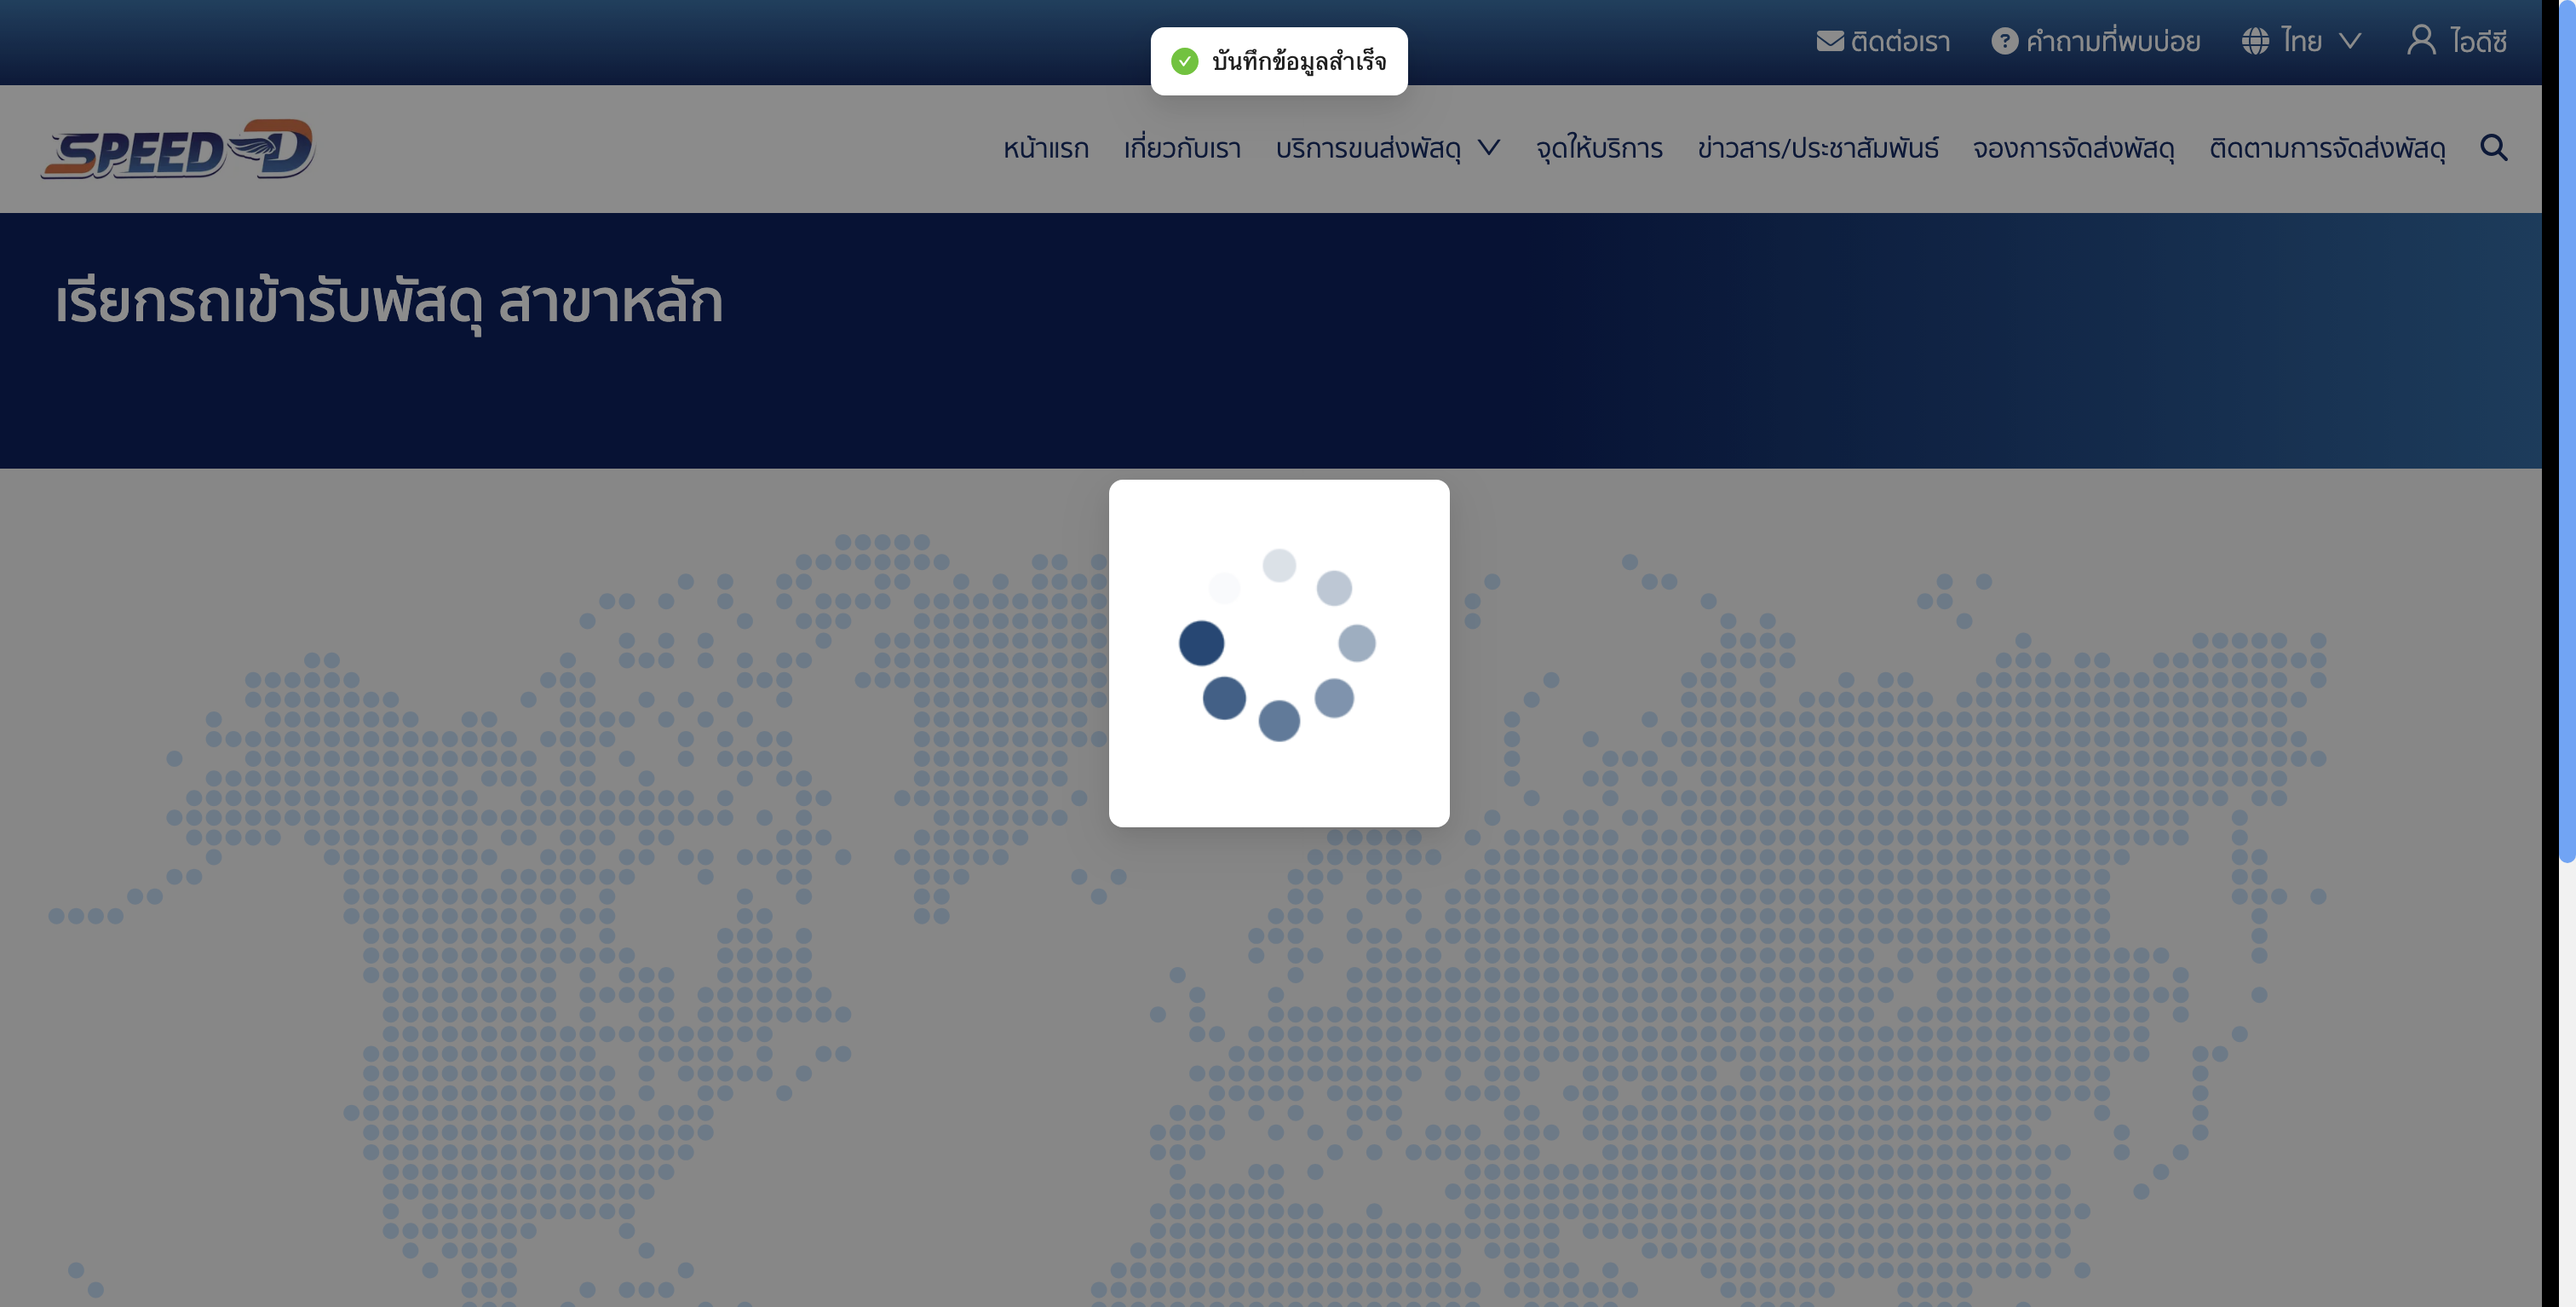 บันทึกข้อมูลสำเร็จ
ติดต่อเรา คำถามที่พบบ่อย ไทย ไอดีซี
SPEED-D
หน้าแรก เกี่ยวกับเรา บริการขนส่งพัสดุ จุดให้บริการ ข่าวสาร/ประชาสัมพันธ์ จองการจัดส่งพัสดุ ติดตามการจัดส่งพัสดุ
เรียกรถเข้ารับพัสดุ สาขาหลัก